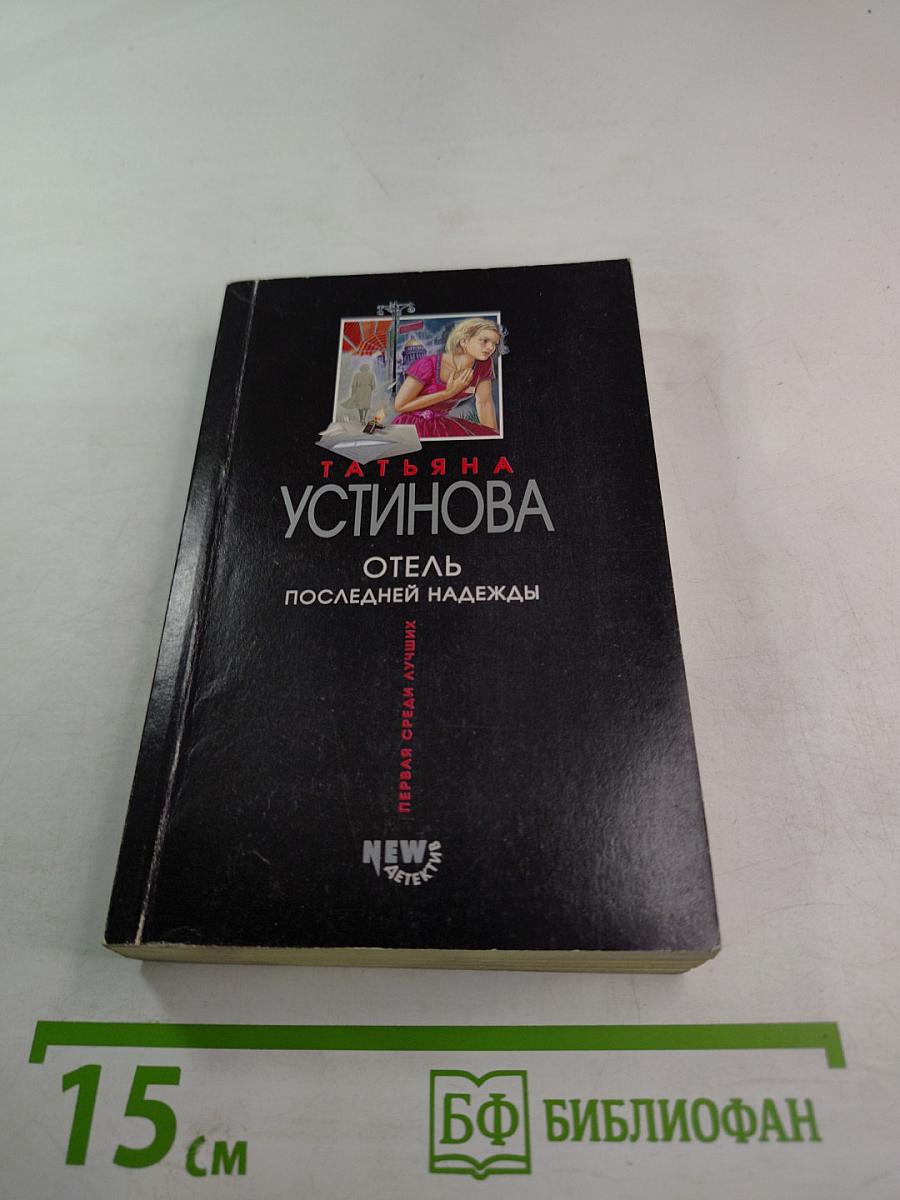 ТАТЬЯНА
УСТИНОВА
ОТЕЛЬ
ПОСЛЕДНЕЙ НАДЕЖДЫ
ПЕРВАЯ СРЕДИ ЛУЧШИХ
NEW
ДЕТЕКТИВ
15 см
БФ БИБЛИОФАН